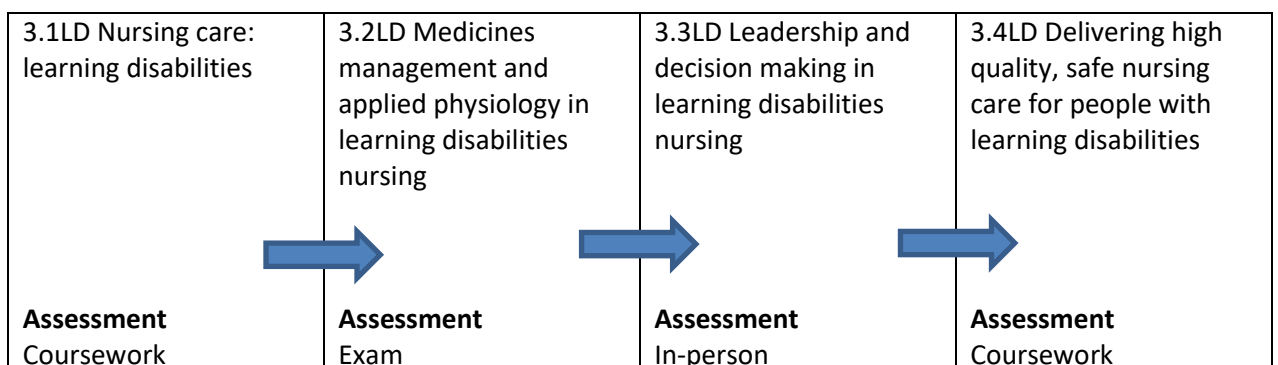 3.1LD Nursing care:
learning disabilities
3.2LD Medicines
management and
applied physiology in
learning disabilities
nursing
3.3LD Leadership and
decision making in
learning disabilities
nursing
3.4LD Delivering high
quality, safe nursing
care for people with
learning disabilities
Assessment
Coursework
Assessment
Exam
Assessment
In-person
Assessment
Coursework